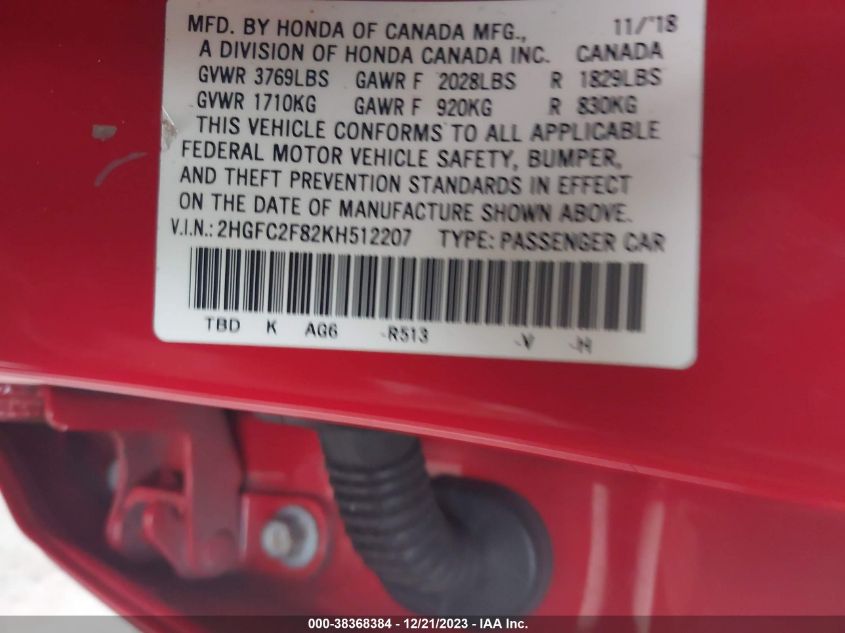 MFD. BY HONDA OF CANADA MFG., 11/'18
A DIVISION OF HONDA CANADA INC. CANADA
GVWR 3769LBS GAWR F 2028LBS R 1829LBS
GVWR 1710KG GAWR F 920KG R 830KG
THIS VEHICLE CONFORMS TO ALL APPLICABLE
FEDERAL MOTOR VEHICLE SAFETY, BUMPER,
AND THEFT PREVENTION STANDARDS IN EFFECT
ON THE DATE OF MANUFACTURE SHOWN ABOVE.
V.I.N.: 2HGFC2F82KH512207 TYPE: PASSENGER CAR
TBD K AG6 -R513 -V -H
000-38368384 - 12/21/2023 - IAA Inc.